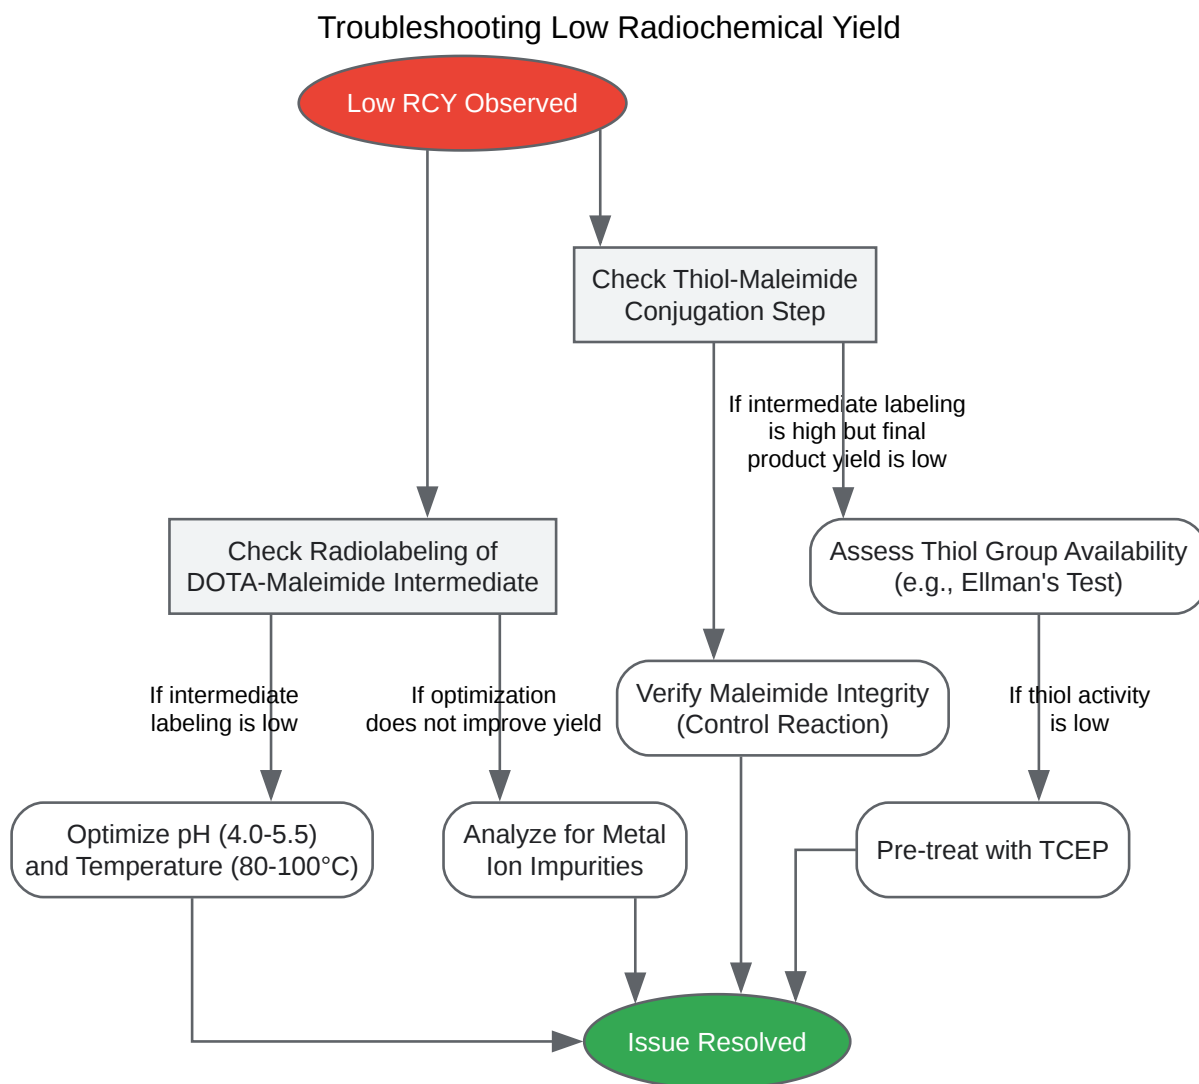 Troubleshooting Low Radiochemical Yield
Low RCY Observed
Check Thiol-Maleimide
Conjugation Step
If intermediate labeling
is high but final
product yield is low
Check Radiolabeling of
DOTA-Maleimide Intermediate
Assess Thiol Group Availability
(e.g., Ellman's Test)
If intermediate
labeling is low
If optimization
does not improve yield
Verify Maleimide Integrity
(Control Reaction)
If thiol activity
is low
Optimize pH (4.0-5.5)
and Temperature (80-100°C)
Analyze for Metal
Ion Impurities
Pre-treat with TCEP
Issue Resolved